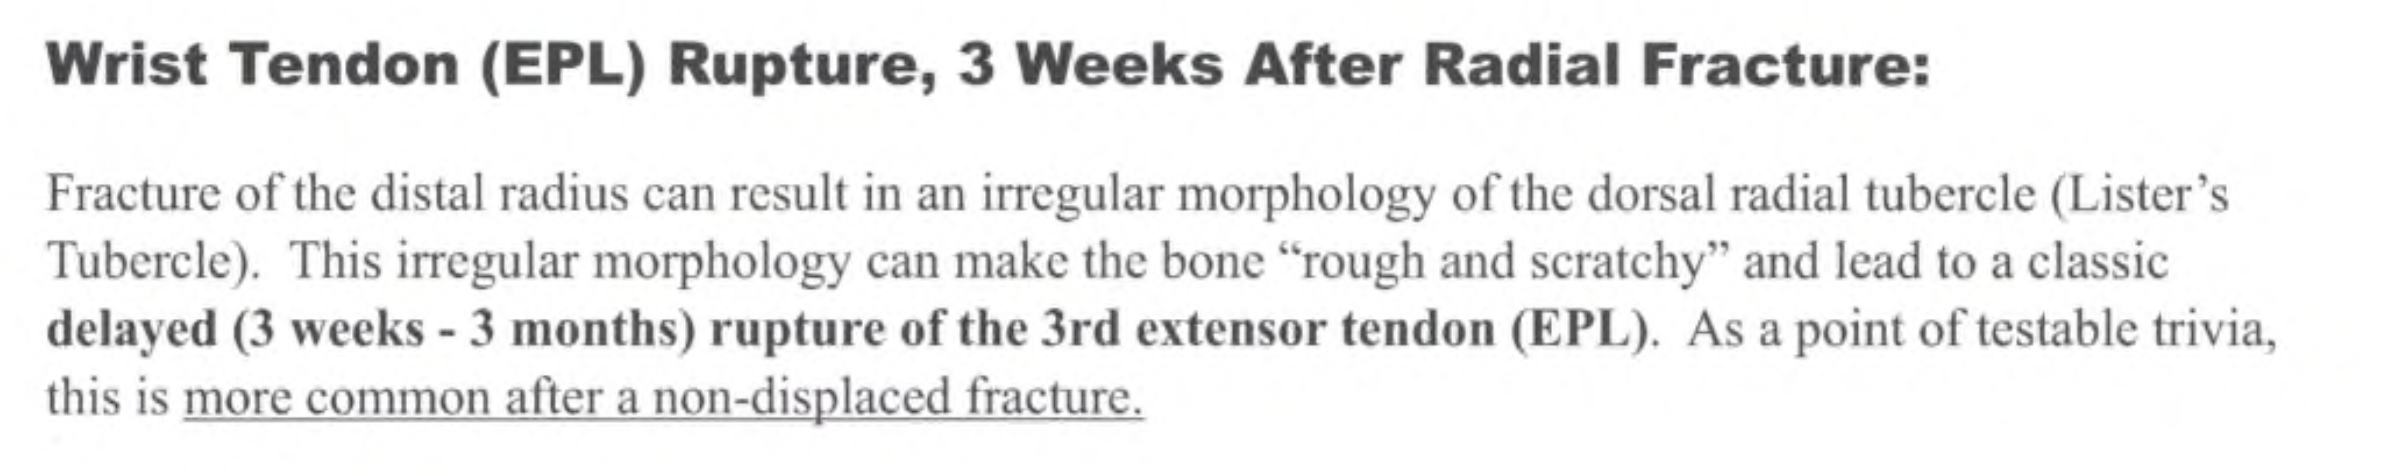 Wrist Tendon (EPL) Rupture, 3 Weeks After Radial Fracture:
Fracture of the distal radius can result in an irregular morphology of the dorsal radial tubercle (Lister’s
Tubercle).  This irregular morphology can make the bone “rough and scratchy” and lead to a classic
delayed (3 weeks - 3 months) rupture of the 3rd extensor tendon (EPL).  As a point of testable trivia,
this is more common after a non-displaced fracture.